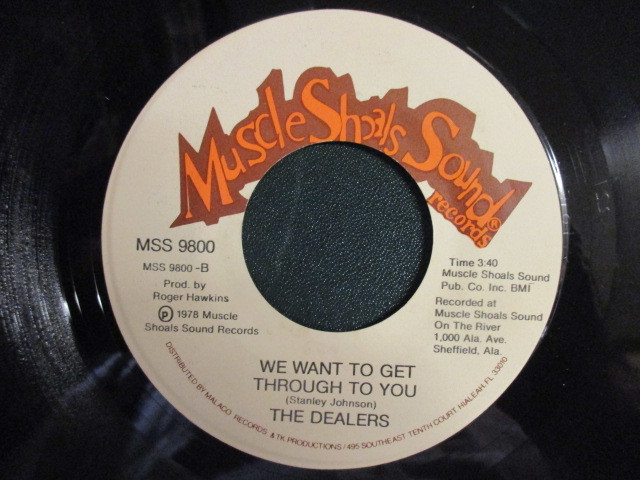 Muscle Shoals Sound®
records
MSS 9800
MSS 9800-B
Prod. by
Roger Hawkins
℗ 1978 Muscle
Shoals Sound Records
Time 3:40
Muscle Shoals Sound
Pub. Co. Inc. BMI
Recorded at
Muscle Shoals Sound
On The River
1,000 Ala. Ave.
Sheffield, Ala.
WE WANT TO GET
THROUGH TO YOU
(Stanley Johnson)
THE DEALERS
DISTRIBUTED BY MALACO RECORDS & TK PRODUCTIONS/495 SOUTHEAST TENTH COURT HIALEAH, FL 33010